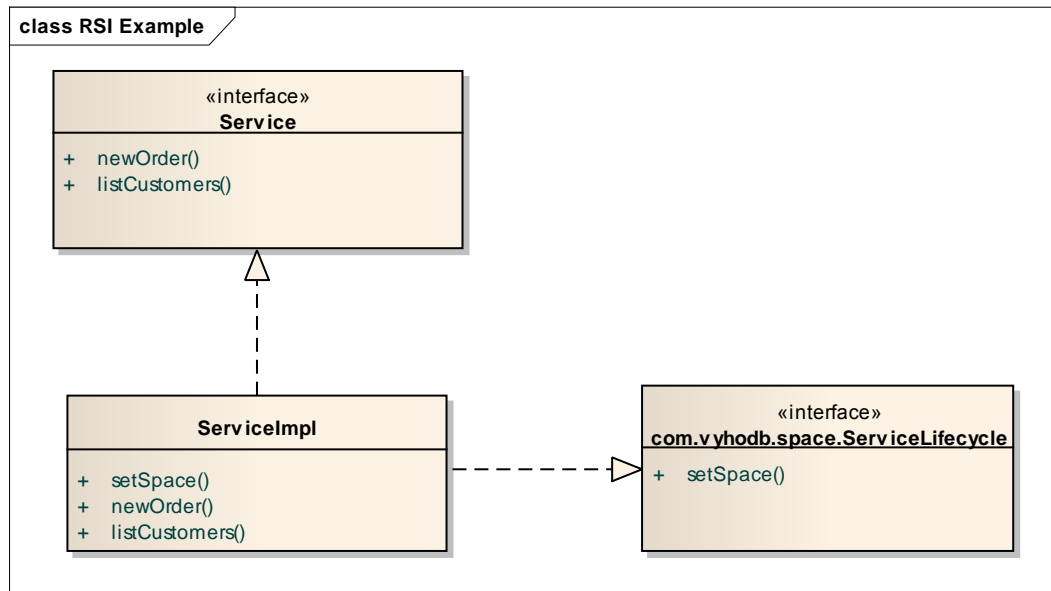 class RSI Example
«interface»
Service
+ newOrder()
+ listCustomers()
ServiceImpl
+ setSpace()
+ newOrder()
+ listCustomers()
«interface»
com.vyhodb.space.ServiceLifecycle
+ setSpace()